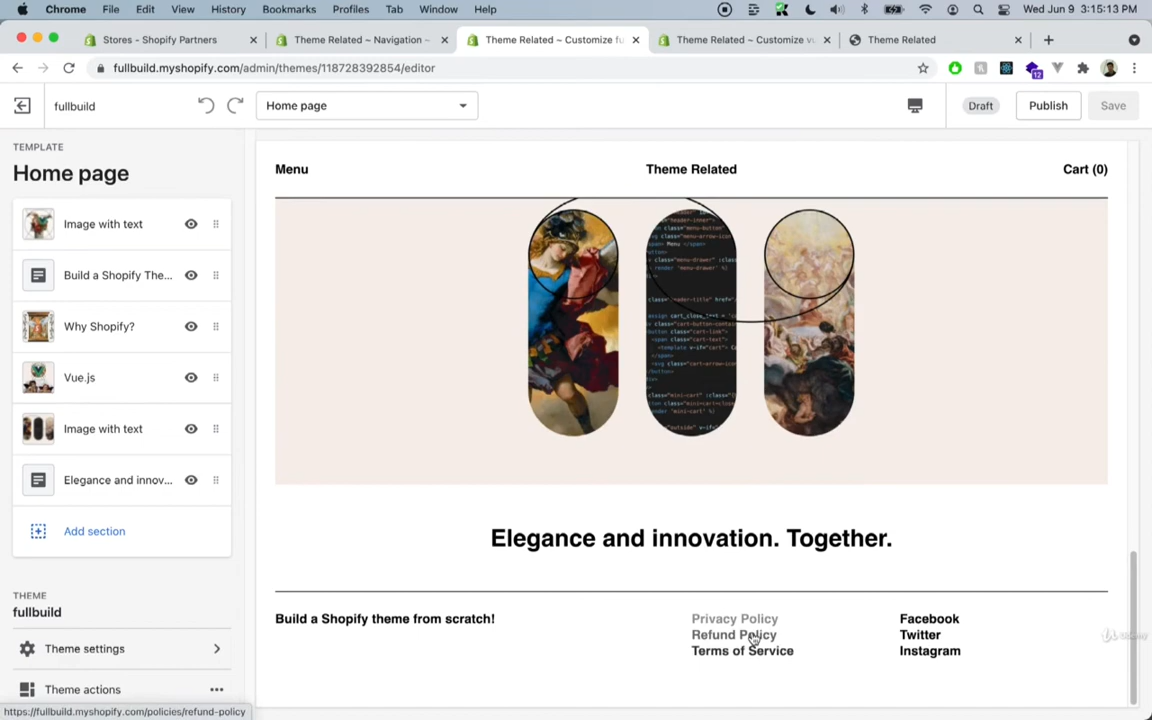 Chrome File Edit View History Bookmarks Profiles Tab Window Help Wed Jun 9 3:15:13 PM
Stores - Shopify Partners Theme Related ~ Navigation ~ Theme Related ~ Customize fu Theme Related ~ Customize vu Theme Related
fullbuild.myshopify.com/admin/themes/118728392854/editor
12
fullbuild Home page Draft Publish Save
TEMPLATE
Home page
Image with text
Build a Shopify The...
Why Shopify?
Vue.js
Image with text
Elegance and innov...
Add section
THEME
fullbuild
Theme settings
Theme actions
https://fullbuild.myshopify.com/policies/refund-policy
Menu Theme Related Cart (0)
Elegance and innovation. Together.
Build a Shopify theme from scratch! Privacy Policy Facebook
Refund Policy Twitter
Terms of Service Instagram
Udemy